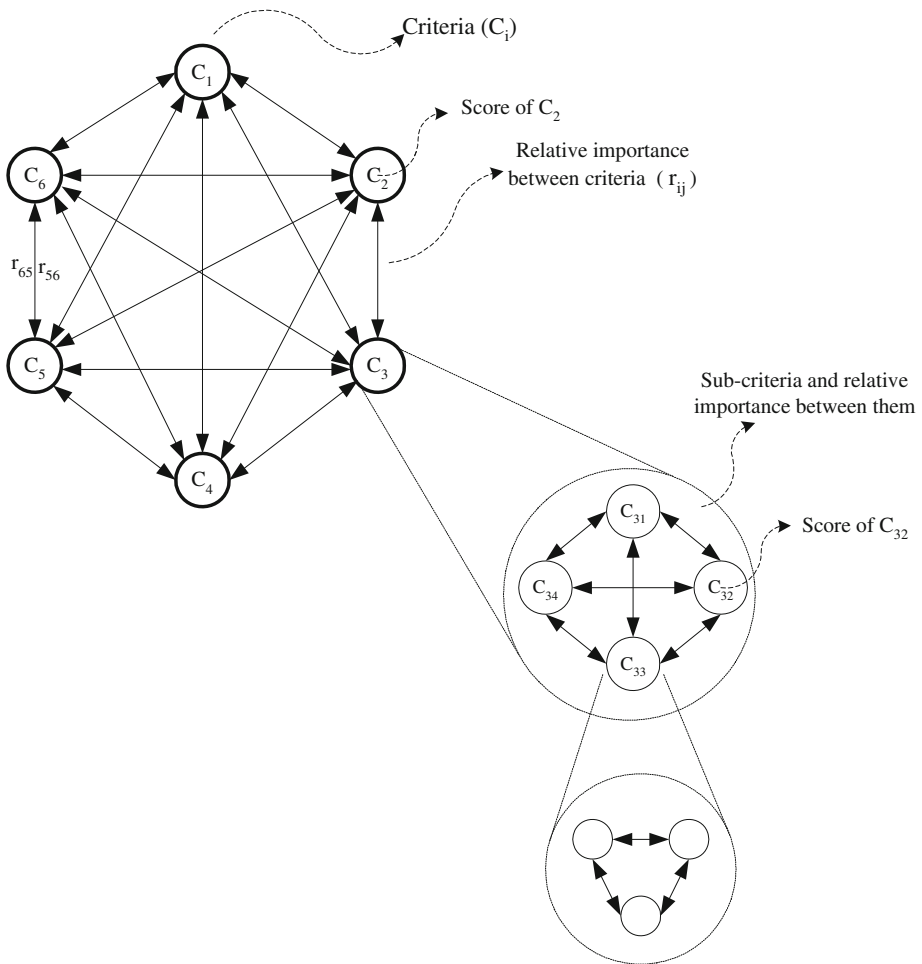 Criteria (C_i)
C_1
Score of C_2
Relative importance
between criteria ( r_ij )
C_6
C_2
r_65 r_56
C_5
C_3
Sub-criteria and relative
importance between them
C_4
C_31
Score of C_32
C_34
C_32
C_33